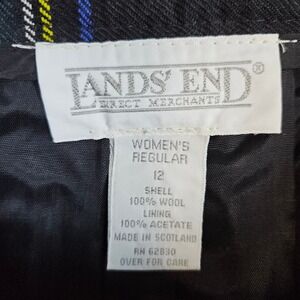 LANDS' END®
DIRECT MERCHANTS
WOMEN'S
REGULAR
12
SHELL
100% WOOL
LINING
100% ACETATE
MADE IN SCOTLAND
RN 62830
OVER FOR CARE